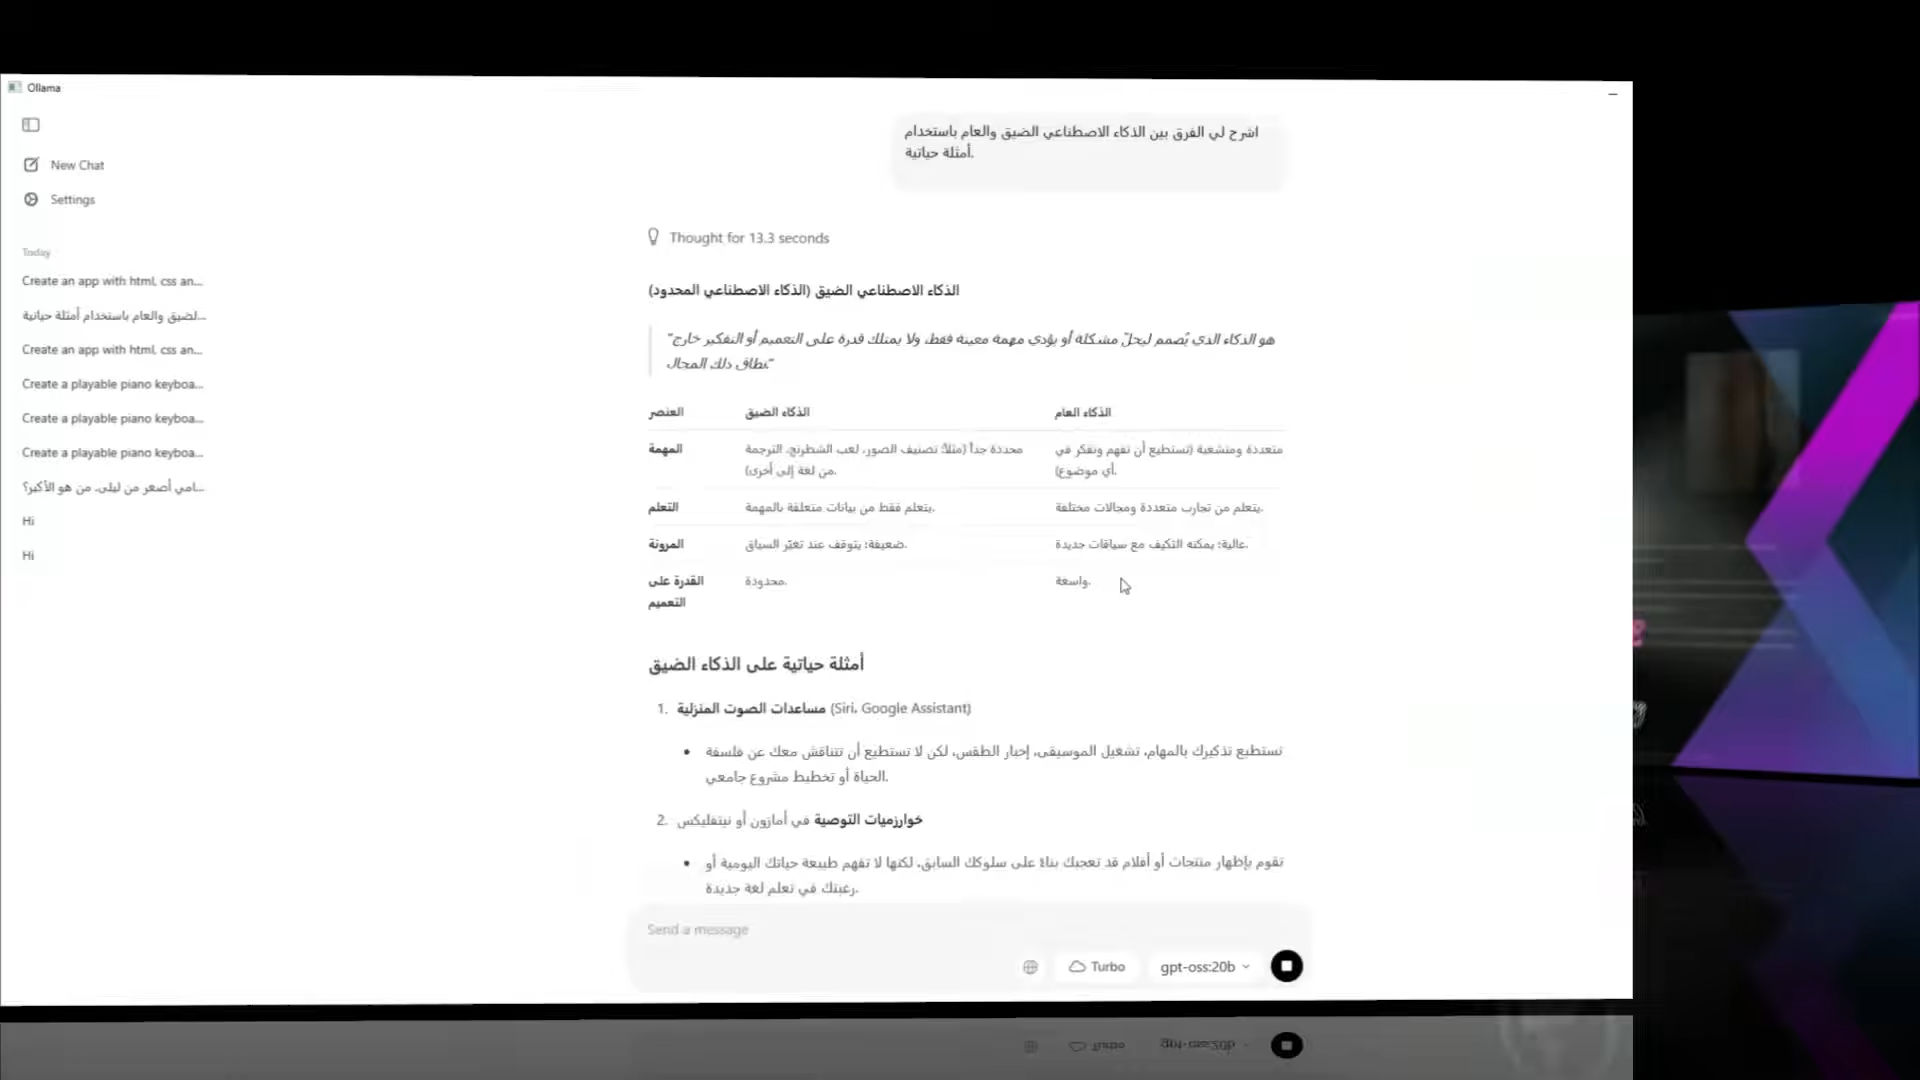 Ollama
New Chat
Settings
Today
Create an app with html, css an...
لضيق والعام باستخدام أمثلة حياتية...
Create an app with html, css an...
Create a playable piano keyboa...
Create a playable piano keyboa...
Create a playable piano keyboa...
امي أصغر من ليلى. من هو الأكبر؟...
Hi
Hi
اشرح لي الفرق بين الذكاء الاصطناعي الضيق والعام باستخدام
أمثلة حياتية.
Thought for 13.3 seconds
الذكاء الاصطناعي الضيق (الذكاء الاصطناعي المحدود)
"هو الذكاء الذي يُصمم ليحلّ مشكلة أو يؤدي مهمة معينة فقط، ولا يمتلك قدرة على التعميم أو التفكير خارج
نطاق ذلك المجال."
العنصر الذكاء الضيق الذكاء العام
المهمة محددة جداً (مثلاً: تصنيف الصور، لعب الشطرنج، الترجمة متعددة ومتشعبة (تستطيع أن تفهم وتفكر في
من لغة إلى أخرى). أي موضوع).
التعلم يتعلم فقط من بيانات متعلقة بالمهمة. يتعلم من تجارب متعددة ومجالات مختلفة.
المرونة ضعيفة؛ يتوقف عند تغيّر السياق. عالية؛ يمكنه التكيف مع سياقات جديدة.
القدرة على محدودة. واسعة.
التعميم
أمثلة حياتية على الذكاء الضيق
1. مساعدات الصوت المنزلية (Siri، Google Assistant)
• تستطيع تذكيرك بالمهام، تشغيل الموسيقى، إخبار الطقس، لكن لا تستطيع أن تتناقش معك عن فلسفة
الحياة أو تخطيط مشروع جامعي.
2. خوارزميات التوصية في أمازون أو نيتفليكس
• تقوم بإظهار منتجات أو أفلام قد تعجبك بناءً على سلوكك السابق، لكنها لا تفهم طبيعة حياتك اليومية أو
رغبتك في تعلم لغة جديدة.
Send a message
Turbo
gpt-oss:20b